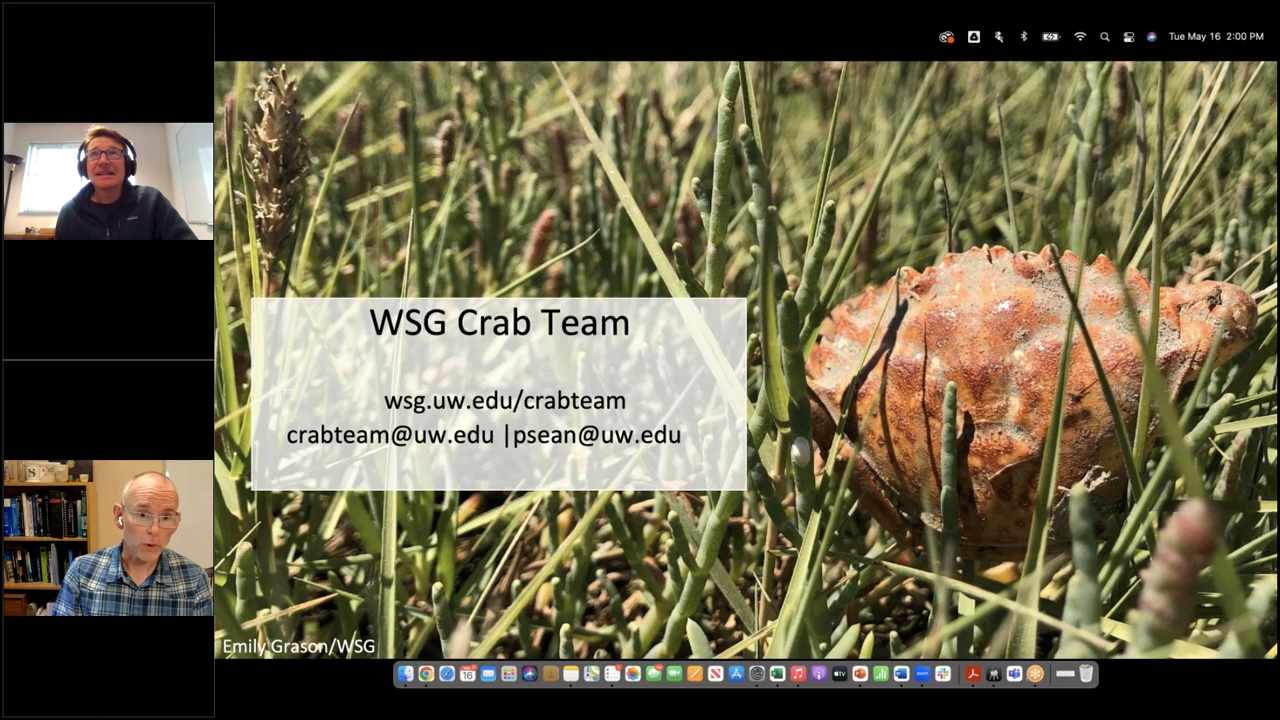 Tue May 16 2:00 PM
WSG Crab Team
wsg.uw.edu/crabteam
crabteam@uw.edu |psean@uw.edu
Emily Grason/WSG